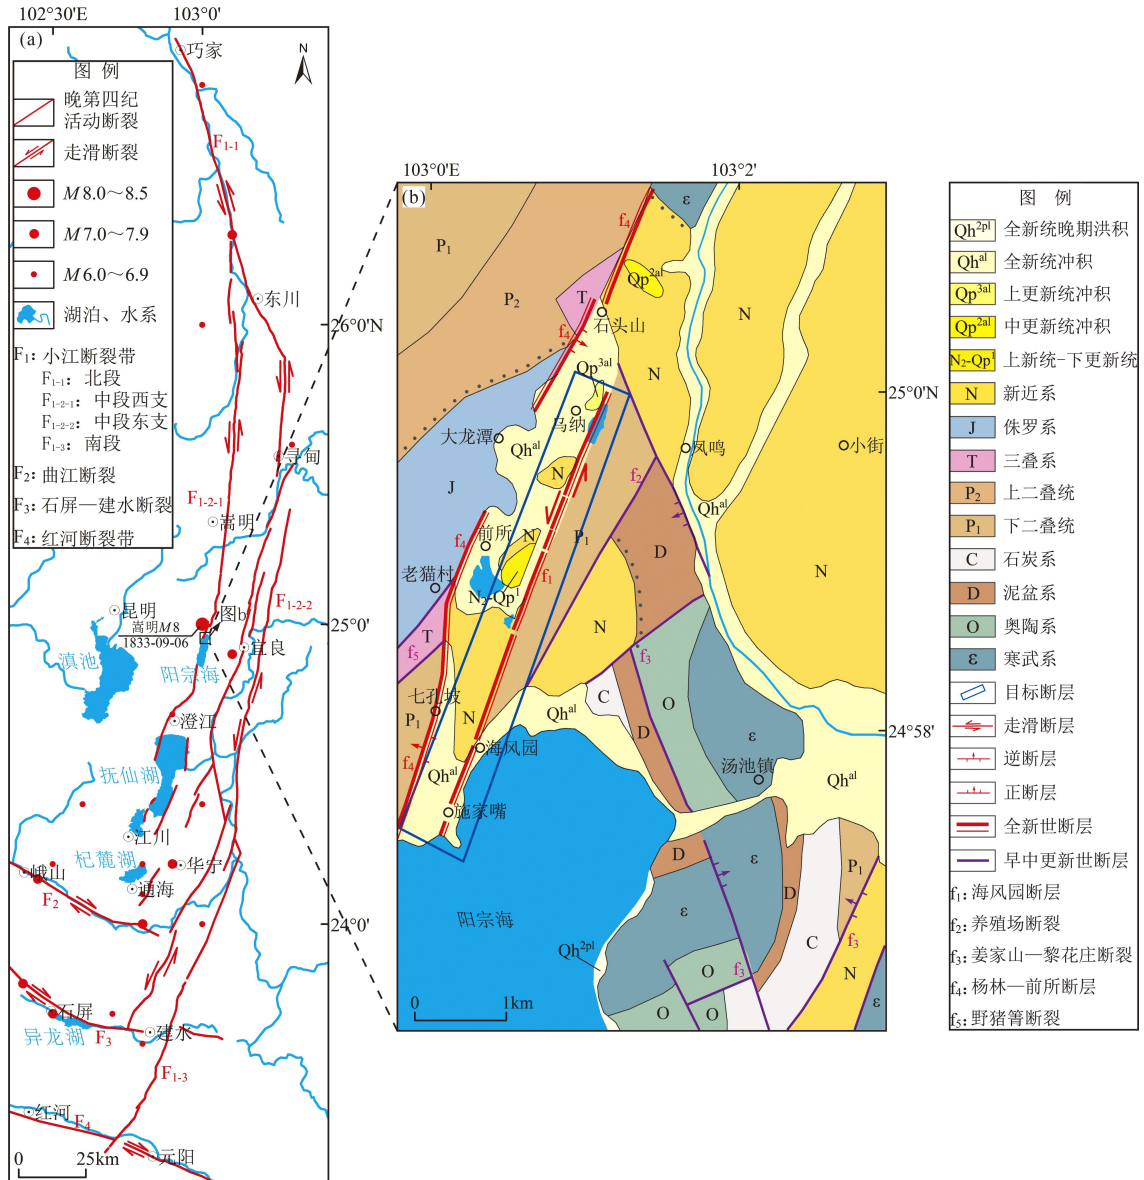 102°30'E
103°0'
(a)
巧家
N
图 例
晚第四纪
活动断裂
走滑断裂
M 8.0～8.5
M 7.0～7.9
M 6.0～6.9
湖泊、水系
F₁: 小江断裂带
F₁₋₁: 北段
F₁₋₂₋₁: 中段西支
F₁₋₂₋₂: 中段东支
F₁₋₃: 南段
F₂: 曲江断裂
F₃: 石屏—建水断裂
F₄: 红河断裂带
F₁₋₁
东川
26°0'N
寻甸
F₁₋₂₋₁
嵩明
F₁₋₂₋₂
昆明
图b
嵩明M 8
1833-09-06
25°0'
宜良
滇池
阳宗海
澄江
抚仙湖
江川
杞麓湖
华宁
峨山
通海
F₂
24°0'
石屏
异龙湖
F₃
建水
F₁₋₃
红河
F₄
元阳
0
25km
103°0'E
103°2'
(b)
f₄
ε
P₁
Qp²ᵃˡ
P₂
T
N
石头山
f₄
Qp³ᵃˡ
N
25°0'N
大龙潭
马纳
凤鸣
小街
Qhᵃˡ
J
N
f₂
Qhᵃˡ
前所
N
P₁
f₄
D
老猫村
f₁
N
N₂-Qp¹
N
T
f₅
f₃
七孔坡
C
O
P₁
N
Qhᵃˡ
D
ε
24°58'
海风园
f₄
汤池镇
Qhᵃˡ
Qhᵃˡ
施家嘴
D
ε
P₁
D
阳宗海
ε
C
f₃
Qh²ᵖˡ
O
f₃
N
ε
0
1km
O
O
图 例
Qh²ᵖˡ 全新统晚期洪积
Qhᵃˡ 全新统冲积
Qp³ᵃˡ 上更新统冲积
Qp²ᵃˡ 中更新统冲积
N₂-Qp¹ 上新统-下更新统
N 新近系
J 侏罗系
T 三叠系
P₂ 上二叠统
P₁ 下二叠统
C 石炭系
D 泥盆系
O 奥陶系
ε 寒武系
目标断层
走滑断层
逆断层
正断层
全新世断层
早中更新世断层
f₁: 海风园断层
f₂: 养殖场断裂
f₃: 姜家山—黎花庄断裂
f₄: 杨林—前所断层
f₅: 野猪箐断裂